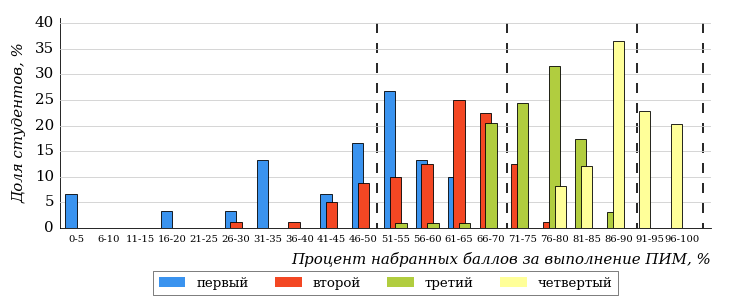 40
35
30
25
20
15
10
5
0
Доля студентов, %
0-5 6-10 11-15 16-20 21-25 26-30 31-35 36-40 41-45 46-50 51-55 56-60 61-65 66-70 71-75 76-80 81-85 86-90 91-95 96-100
Процент набранных баллов за выполнение ПИМ, %
первый второй третий четвертый